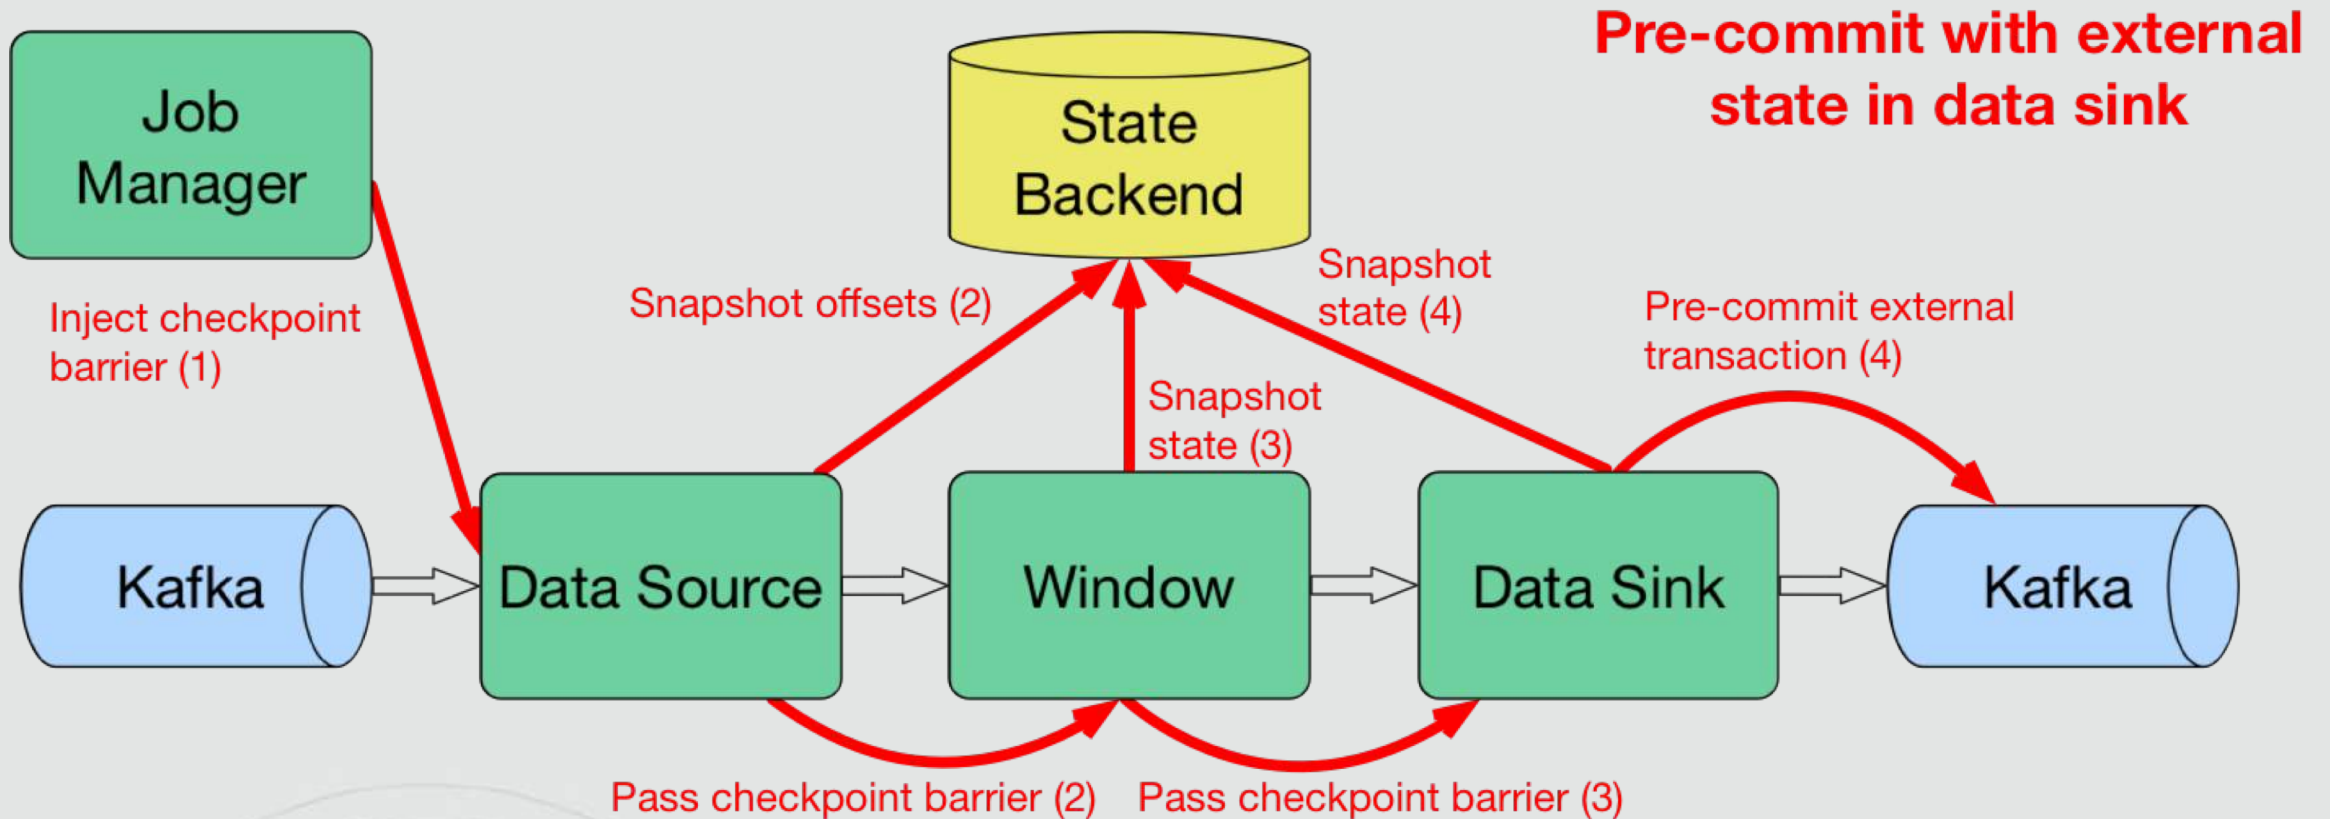 Pre-commit with external
state in data sink
Job
Manager
State
Backend
Inject checkpoint
barrier (1)
Snapshot offsets (2)
Snapshot
state (4)
Pre-commit external
transaction (4)
Snapshot
state (3)
Kafka
Data Source
Window
Data Sink
Kafka
Pass checkpoint barrier (2)
Pass checkpoint barrier (3)